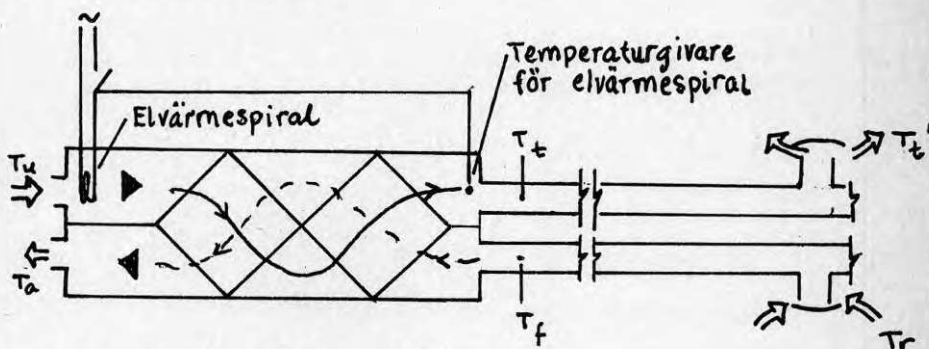 Temperaturgivare
för elvärmespiral
Elvärmespiral
Tu
Tt
Tt'
Ta
Tf
Tr